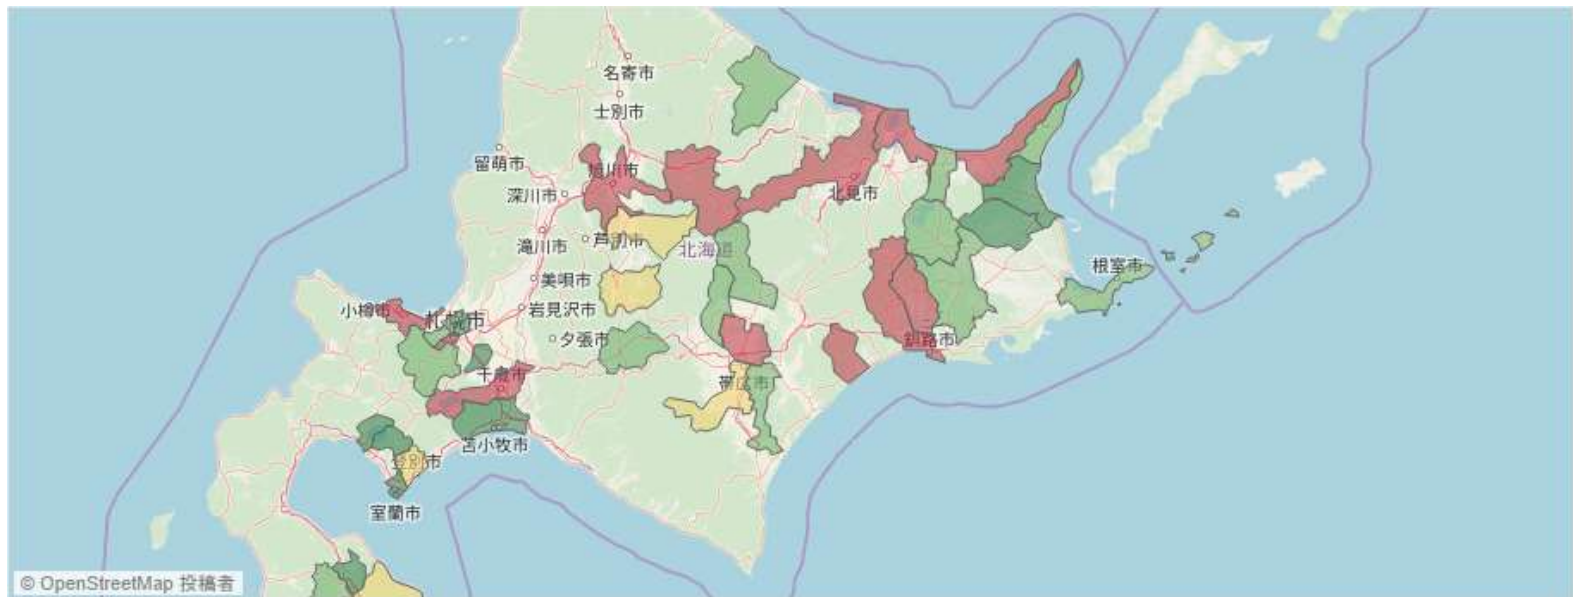 名寄市
士別市
留萌市
旭川市
深川市
北見市
滝川市
芦別市
北海道
美唄市
根室市
岩見沢市
小樽市
札幌市
夕張市
釧路市
千歳市
帯広市
苫小牧市
登別市
室蘭市
© OpenStreetMap 投稿者